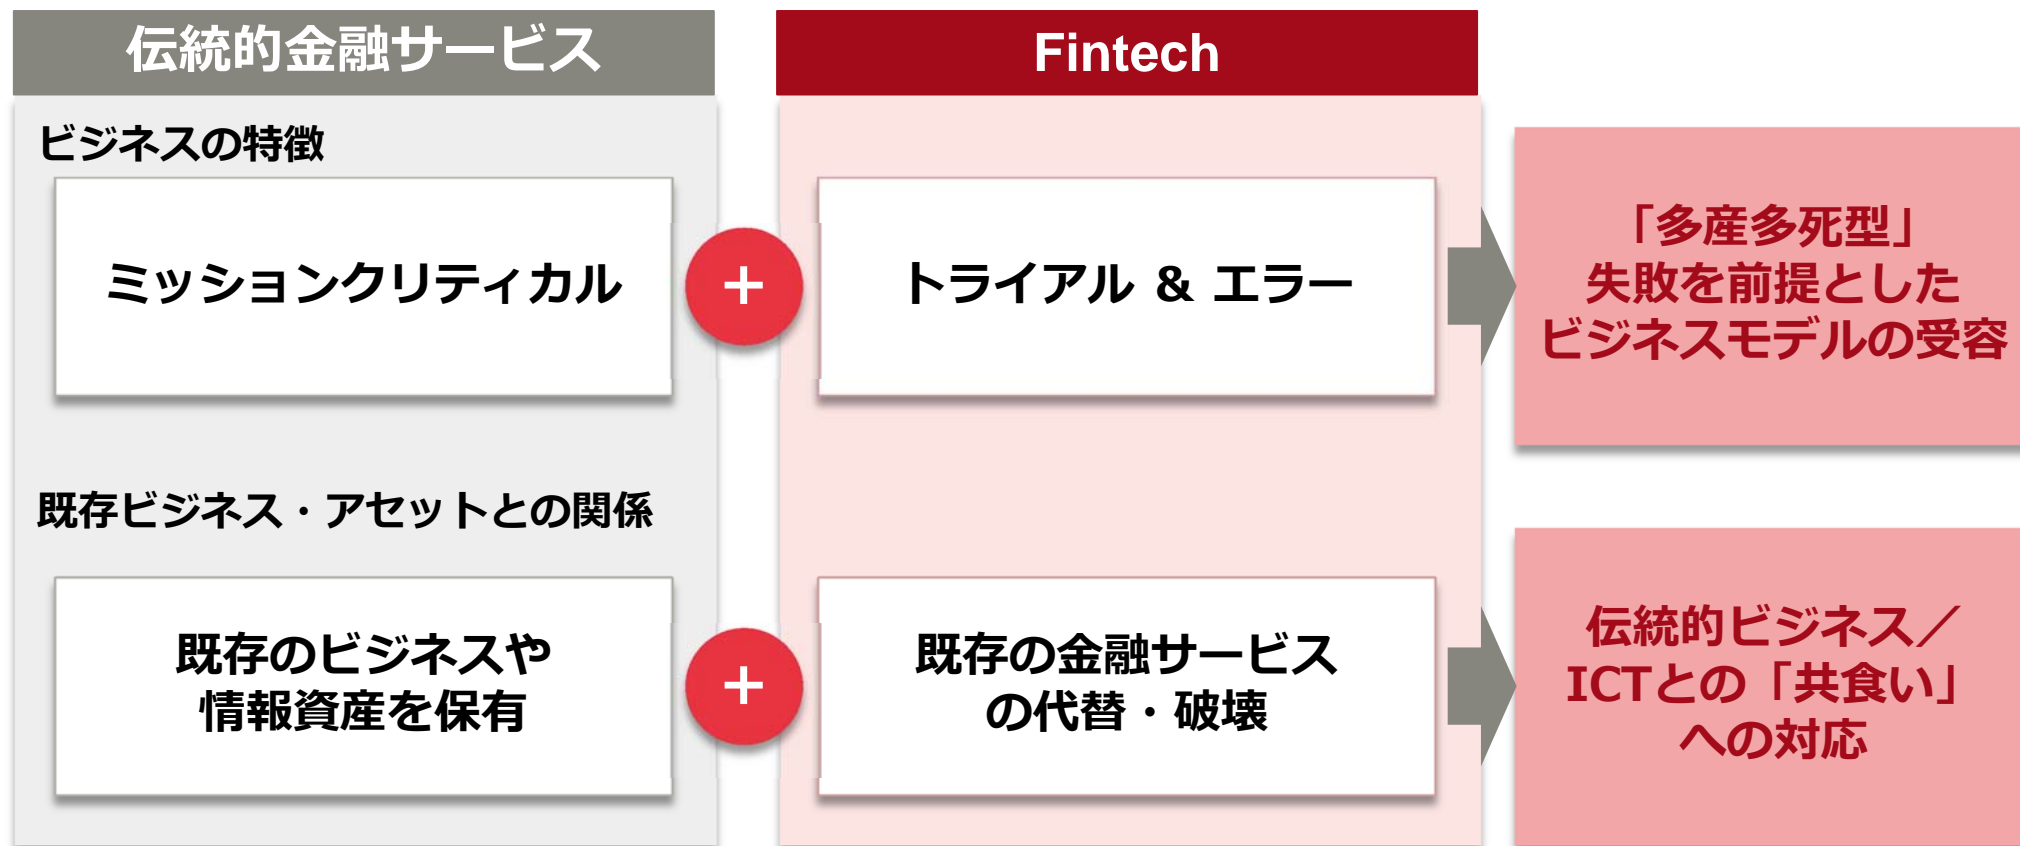 伝統的金融サービス
Fintech
ビジネスの特徴
ミッションクリティカル
+
トライアル & エラー
「多産多死型」
失敗を前提とした
ビジネスモデルの受容
既存ビジネス・アセットとの関係
既存のビジネスや
情報資産を保有
+
既存の金融サービス
の代替・破壊
伝統的ビジネス／
ICTとの「共食い」
への対応